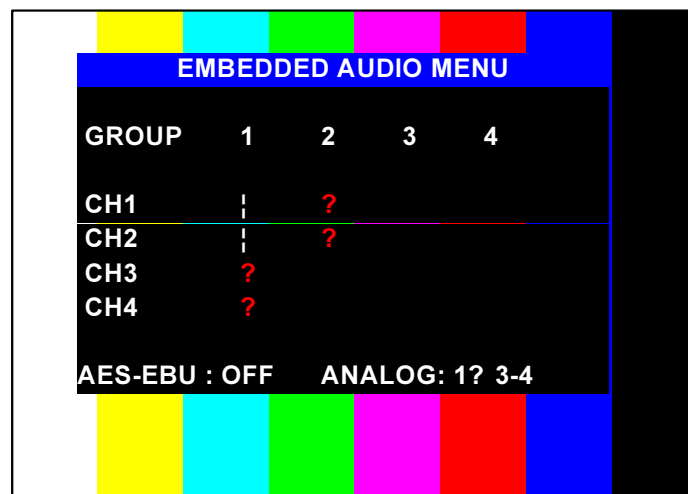 EMBEDDED AUDIO MENU
GROUP 1 2 3 4
CH1 ¦ ?
CH2 ¦ ?
CH3 ?
CH4 ?
AES-EBU : OFF ANALOG: 1? 3-4